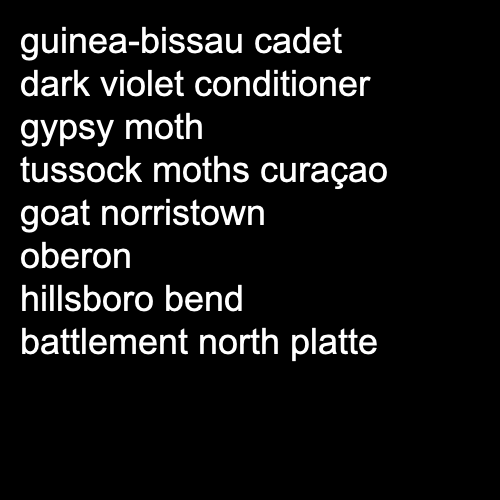 guinea-bissau cadet
dark violet conditioner
gypsy moth
tussock moths curaçao
goat norristown
oberon
hillsboro bend
battlement north platte